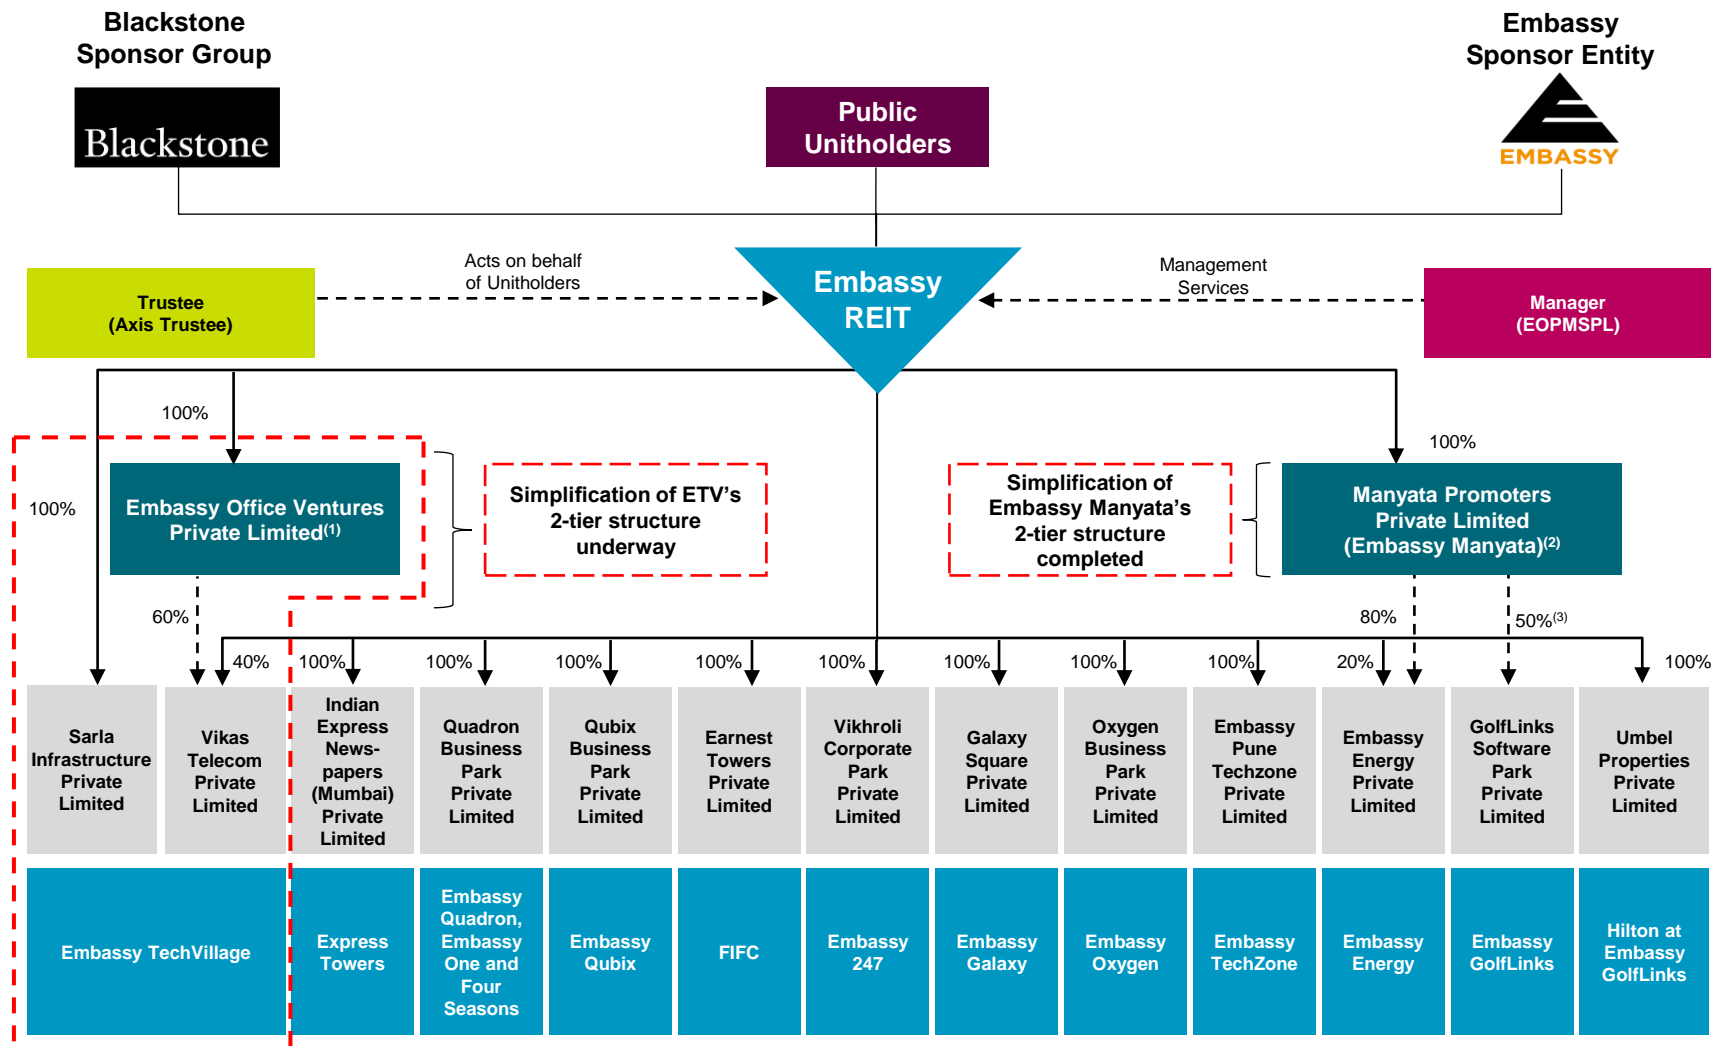 Blackstone
Sponsor Group
Blackstone
Public
Unitholders
Embassy
Sponsor Entity
EMBASSY
Acts on behalf
of Unitholders
Embassy
REIT
Management
Services
Trustee
(Axis Trustee)
Manager
(EOPMSPL)
100%
100%
100%
Embassy Office Ventures
Private Limited(1)
Simplification of ETV's
2-tier structure
underway
Simplification of
Embassy Manyata's
2-tier structure
completed
Manyata Promoters
Private Limited
(Embassy Manyata)(2)
60%
80%
50%(3)
40%
100%
100%
100%
100%
100%
100%
100%
100%
20%
100%
Sarla
Infrastructure
Private
Limited
Vikas
Telecom
Private
Limited
Indian
Express
News-
papers
(Mumbai)
Private
Limited
Quadron
Business
Park
Private
Limited
Qubix
Business
Park
Private
Limited
Earnest
Towers
Private
Limited
Vikhroli
Corporate
Park
Private
Limited
Galaxy
Square
Private
Limited
Oxygen
Business
Park
Private
Limited
Embassy
Pune
Techzone
Private
Limited
Embassy
Energy
Private
Limited
GolfLinks
Software
Park
Private
Limited
Umbel
Properties
Private
Limited
Embassy TechVillage
Express
Towers
Embassy
Quadron,
Embassy
One and
Four
Seasons
Embassy
Qubix
FIFC
Embassy
247
Embassy
Galaxy
Embassy
Oxygen
Embassy
TechZone
Embassy
Energy
Embassy
GolfLinks
Hilton at
Embassy
GolfLinks